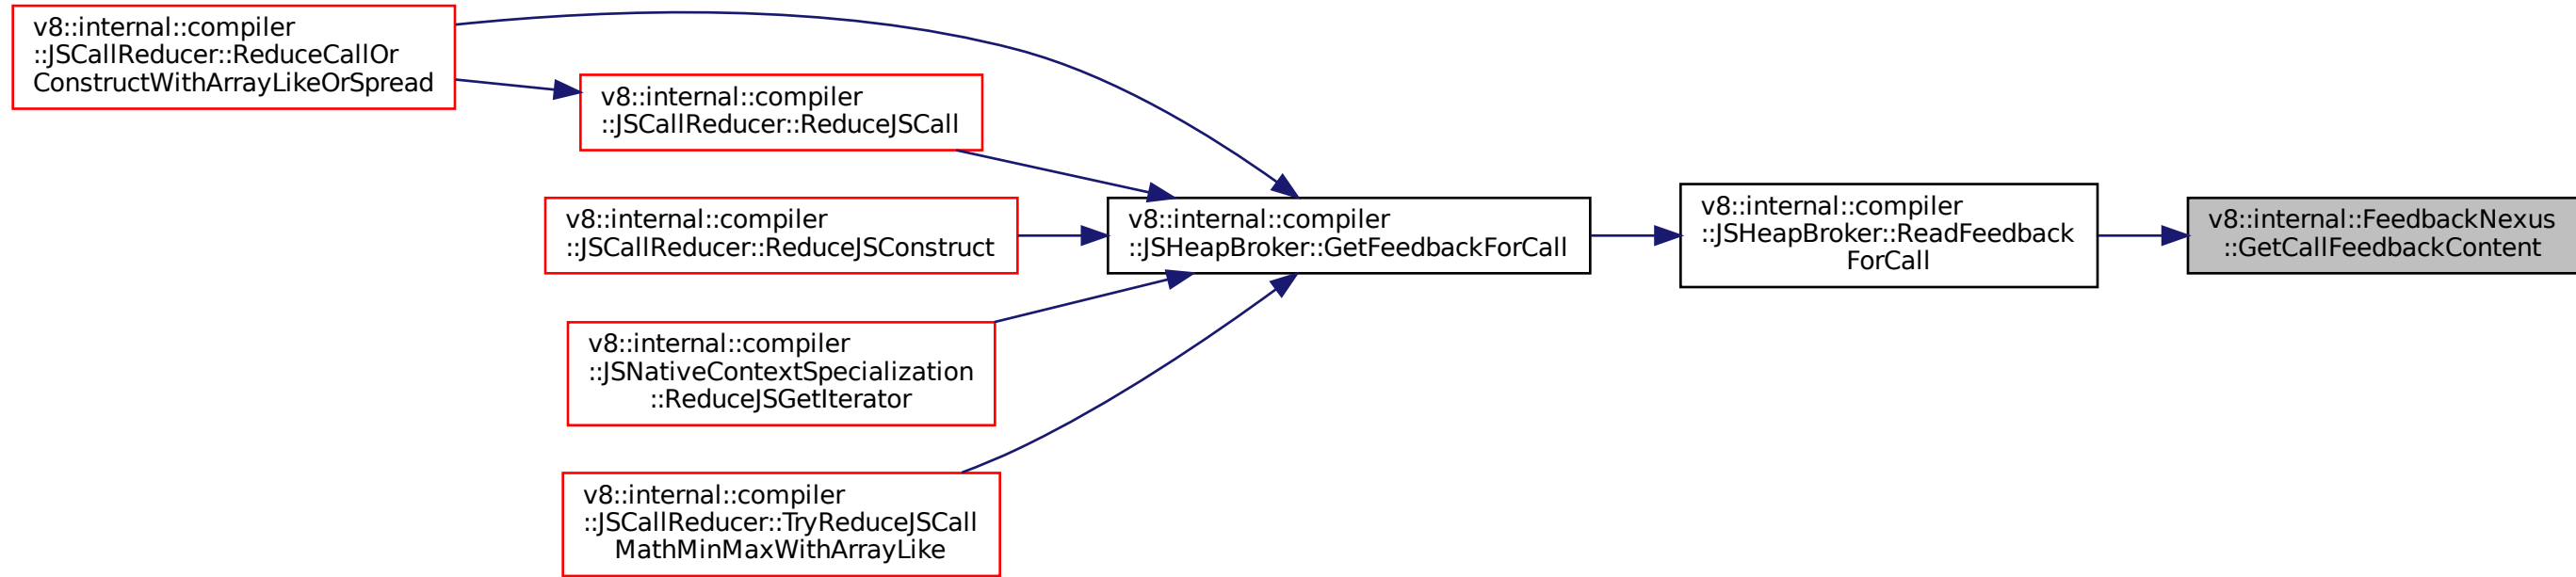 v8::internal::compiler
::JSCallReducer::ReduceCallOr
ConstructWithArrayLikeOrSpread
v8::internal::compiler
::JSCallReducer::ReduceJSCall
v8::internal::compiler
::JSCallReducer::ReduceJSConstruct
v8::internal::compiler
::JSNativeContextSpecialization
::ReduceJSGetIterator
v8::internal::compiler
::JSCallReducer::TryReduceJSCall
MathMinMaxWithArrayLike
v8::internal::compiler
::JSHeapBroker::GetFeedbackForCall
v8::internal::compiler
::JSHeapBroker::ReadFeedback
ForCall
v8::internal::FeedbackNexus
::GetCallFeedbackContent